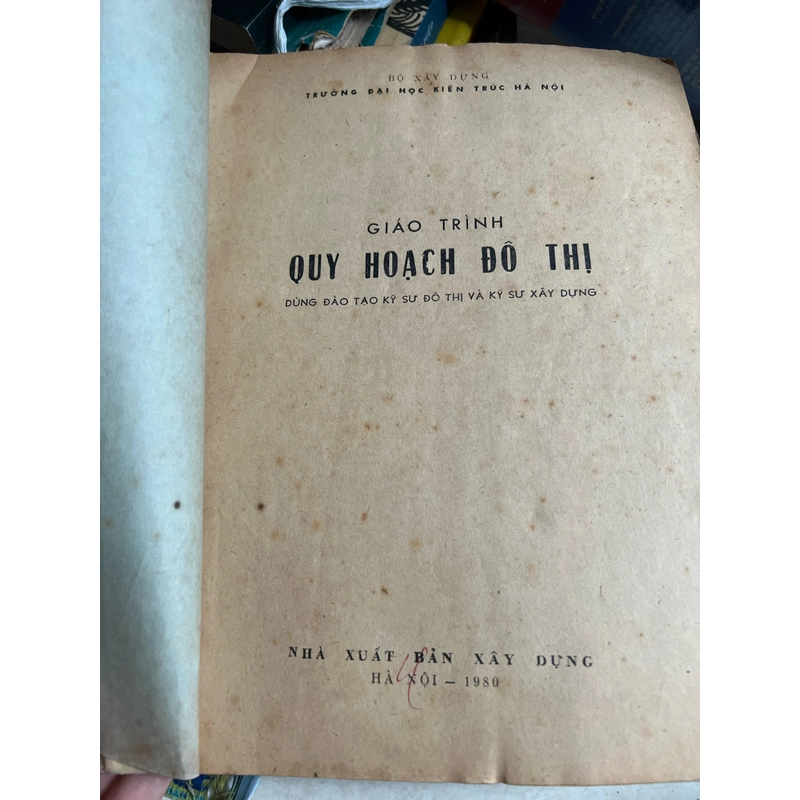 BỘ XÂY DỰNG
TRƯỜNG ĐẠI HỌC KIẾN TRÚC HÀ NỘI
GIÁO TRÌNH
QUY HOẠCH ĐÔ THỊ
DÙNG ĐÀO TẠO KỸ SƯ ĐÔ THỊ VÀ KỸ SƯ XÂY DỰNG
NHÀ XUẤT BẢN XÂY DỰNG
HÀ NỘI — 1980